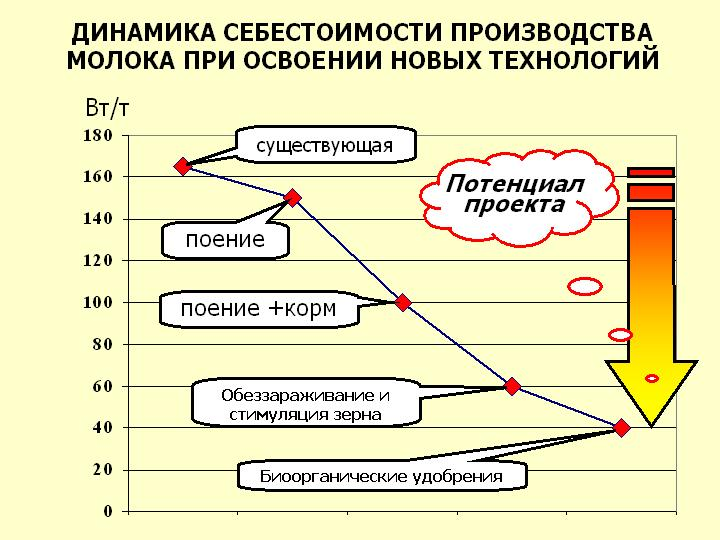 ДИНАМИКА СЕБЕСТОИМОСТИ ПРОИЗВОДСТВА
МОЛОКА ПРИ ОСВОЕНИИ НОВЫХ ТЕХНОЛОГИЙ
Вт/т
180
существующая
160
Потенциал
проекта
140
поение
120
100
поение +корм
80
60
Обеззараживание и
стимуляция зерна
40
20
Биоорганические удобрения
0